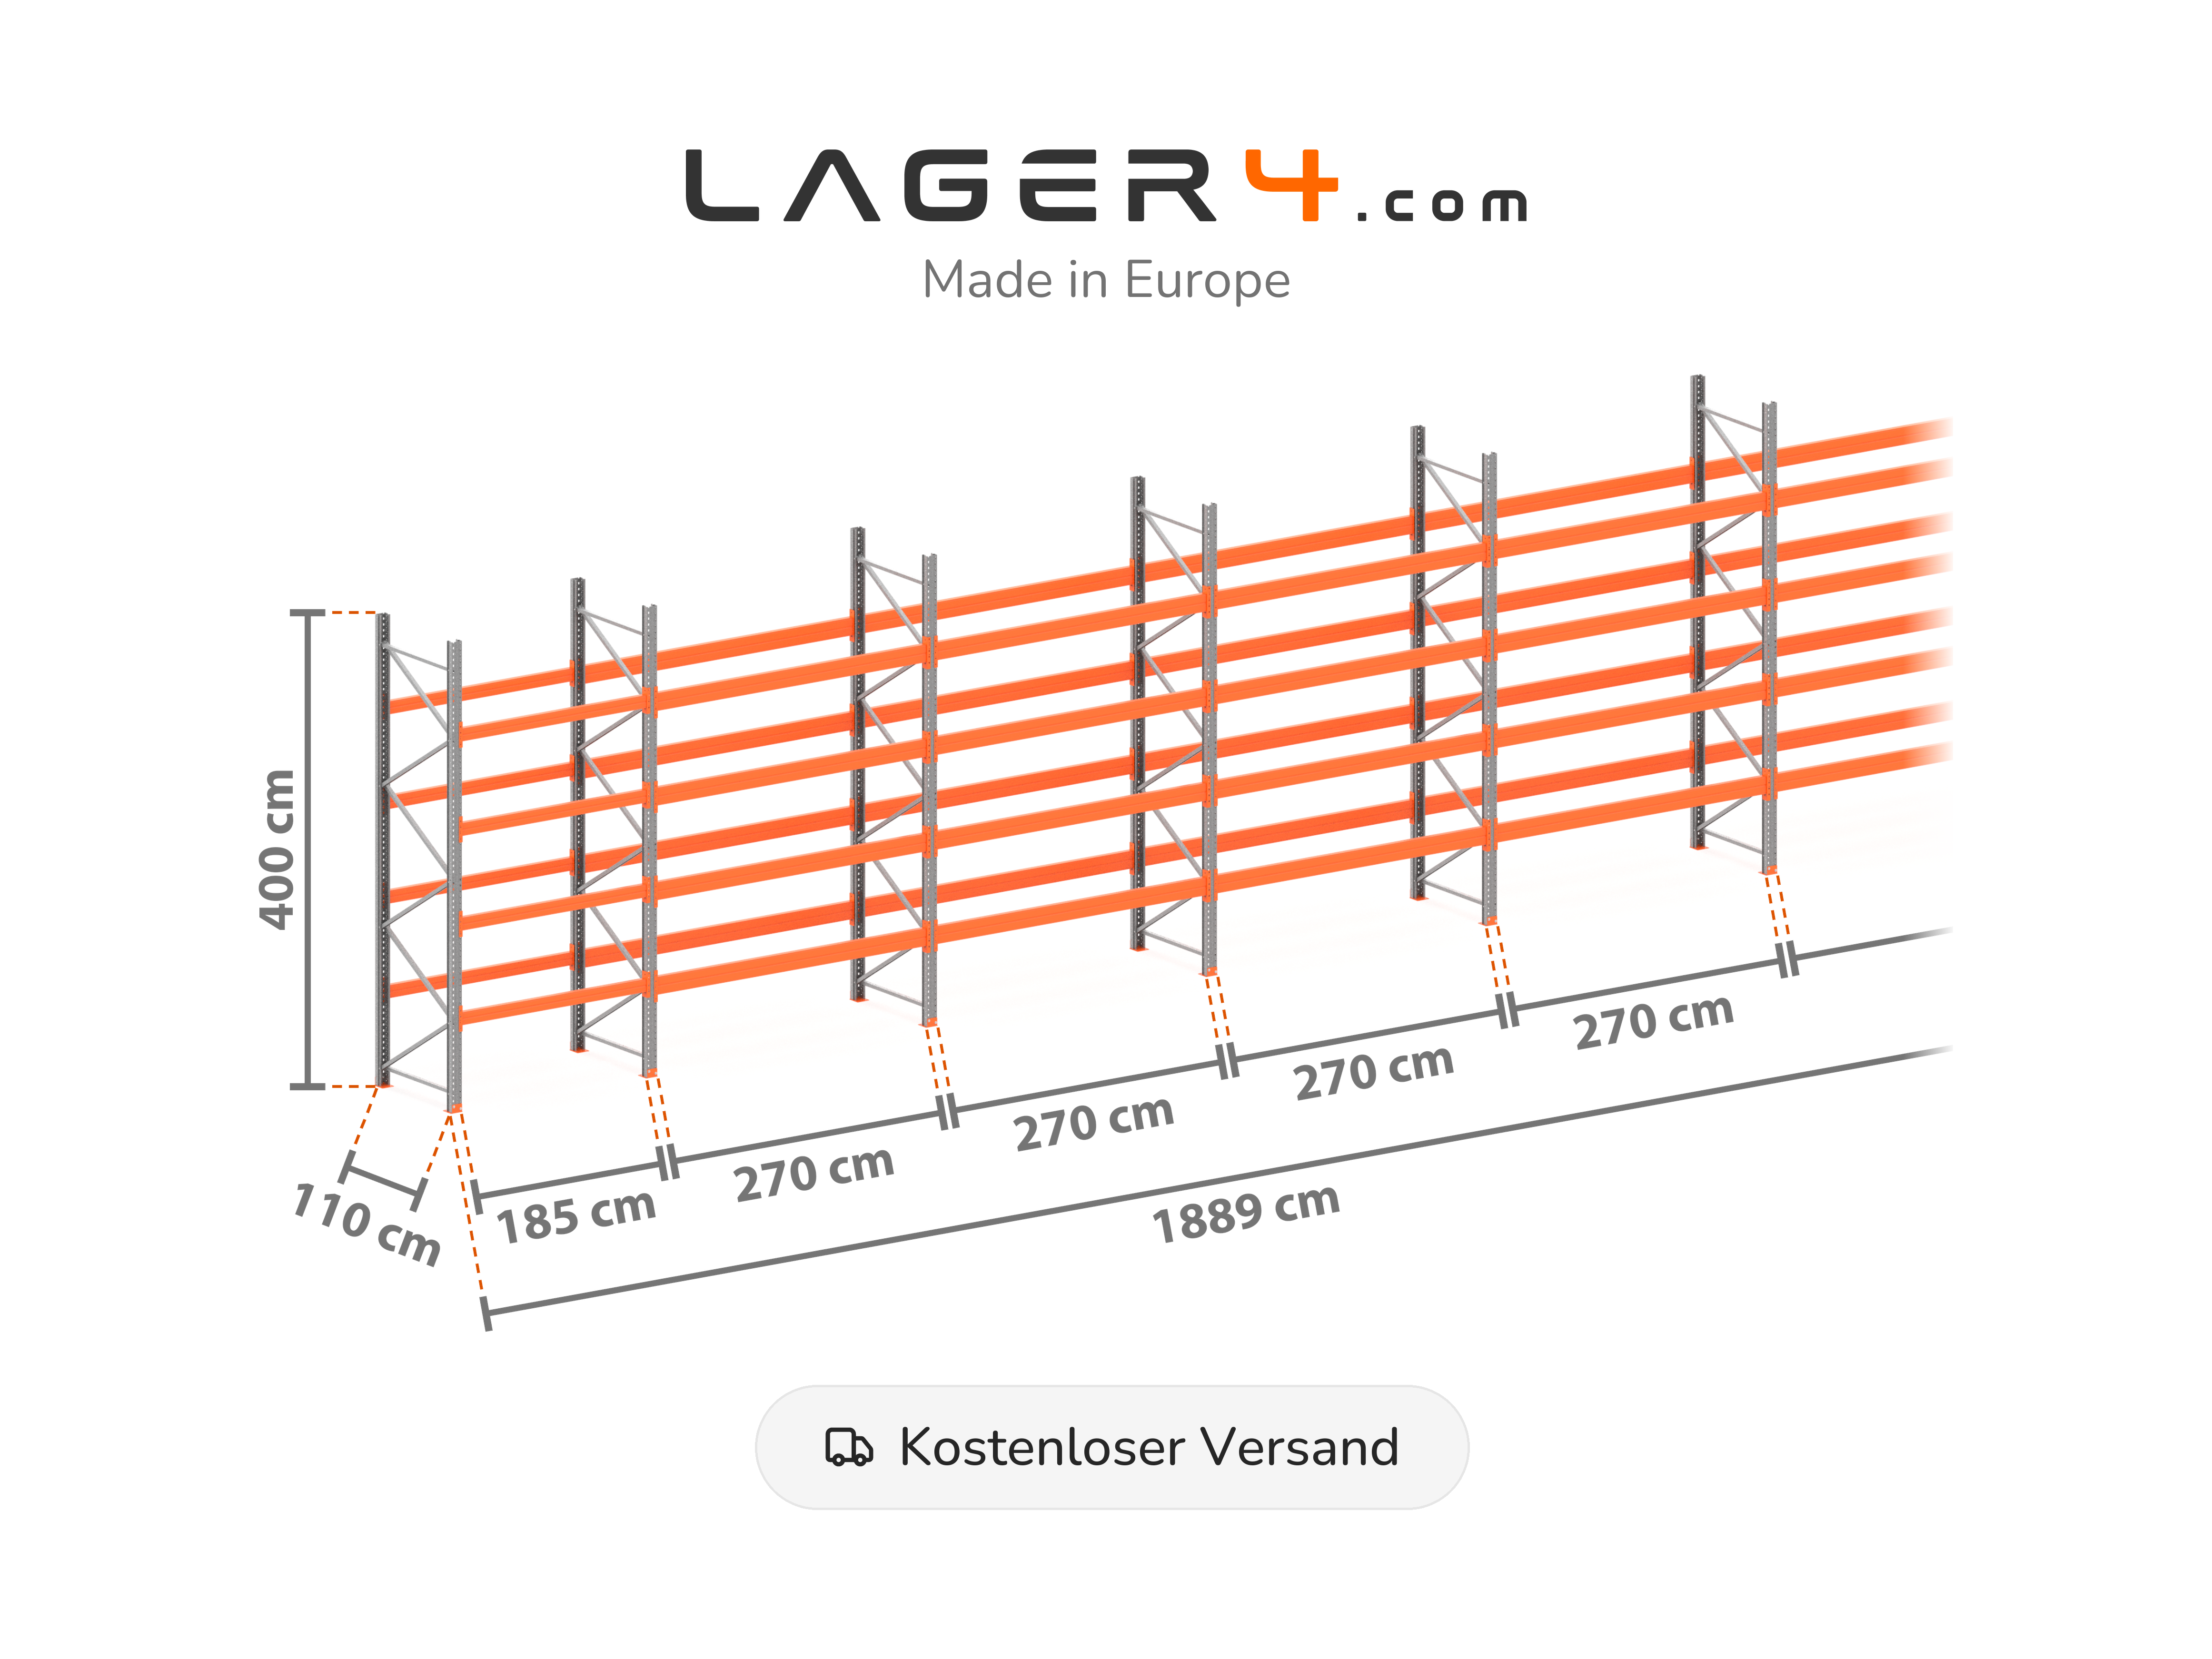 LAGER4.com
Made in Europe
400 cm
110 cm
185 cm
270 cm
270 cm
270 cm
270 cm
1889 cm
Kostenloser Versand